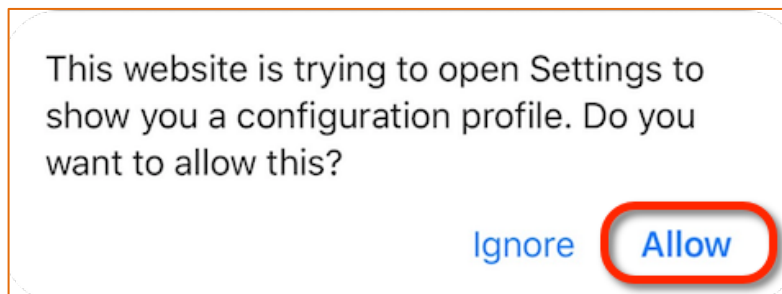 This website is trying to open Settings to
show you a configuration profile. Do you
want to allow this?
Ignore Allow